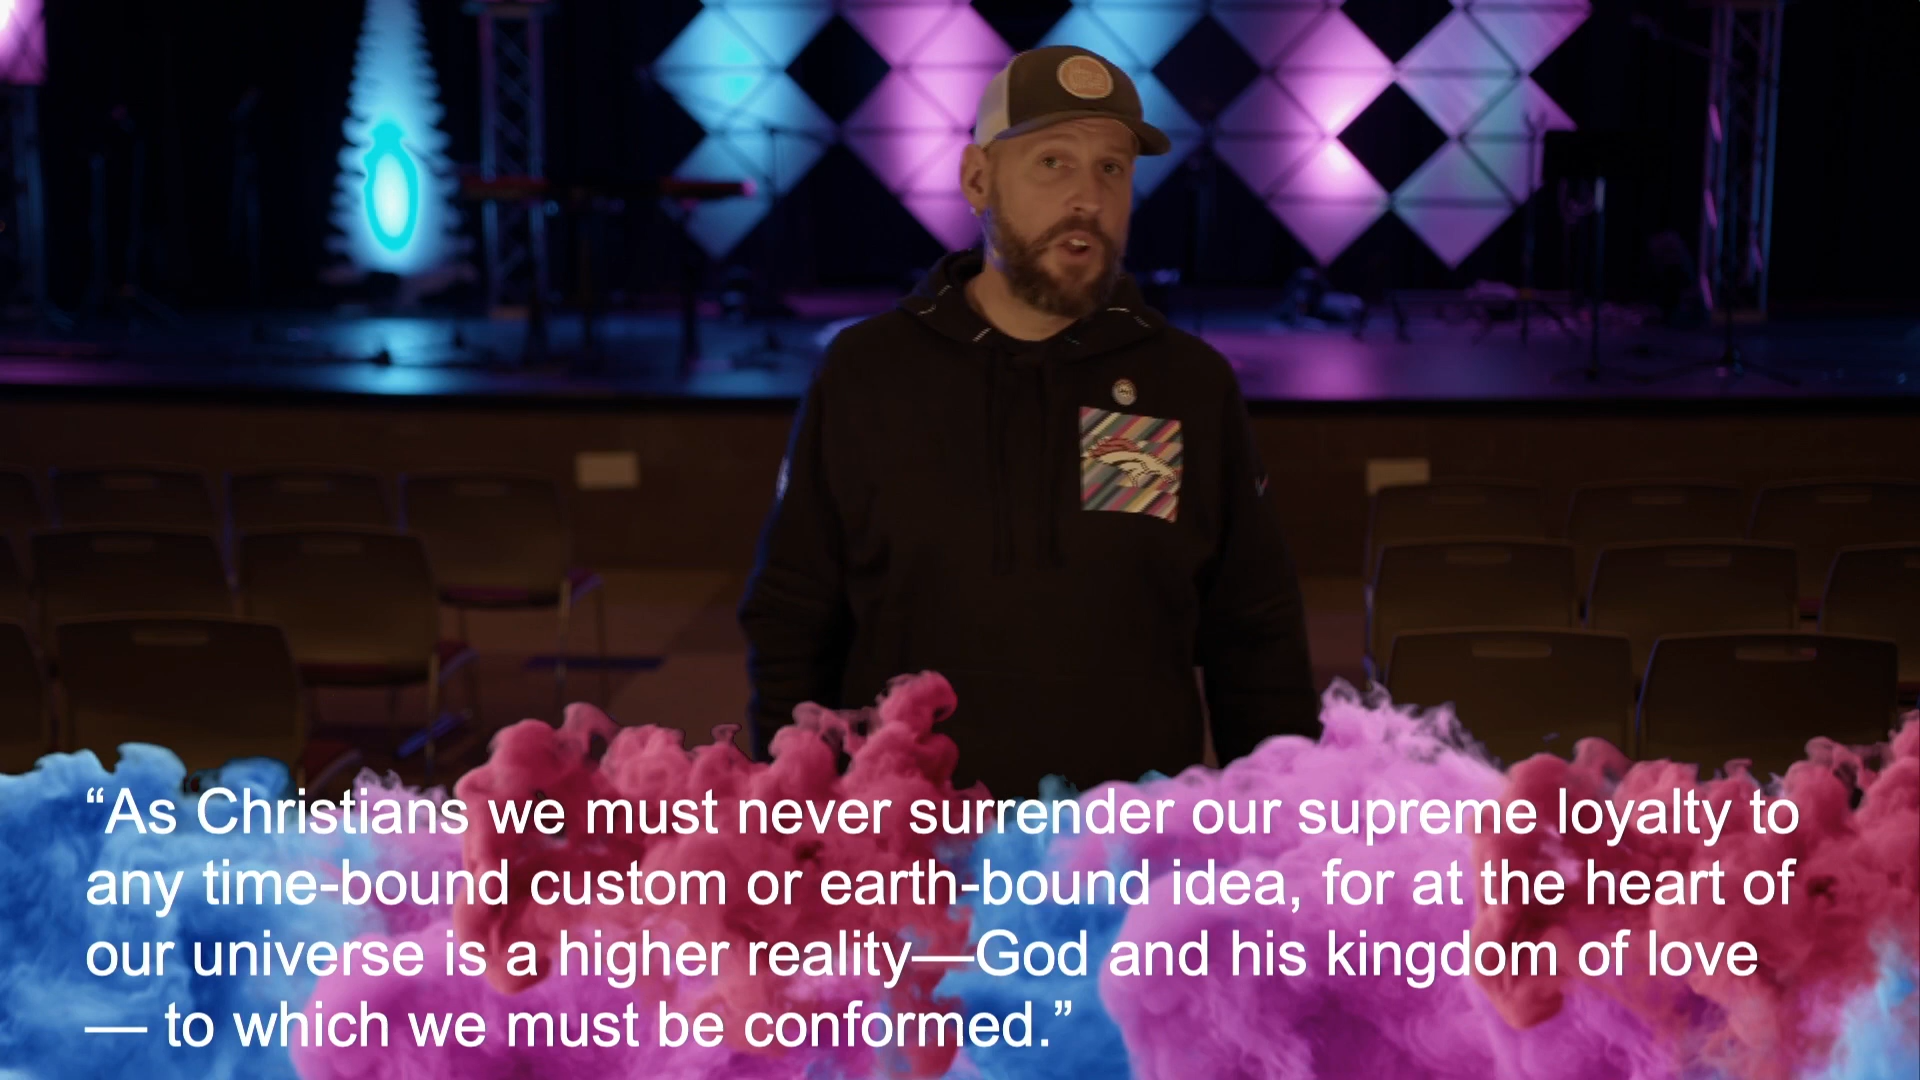 “As Christians we must never surrender our supreme loyalty to
any time-bound custom or earth-bound idea, for at the heart of
our universe is a higher reality—God and his kingdom of love
— to which we must be conformed.”